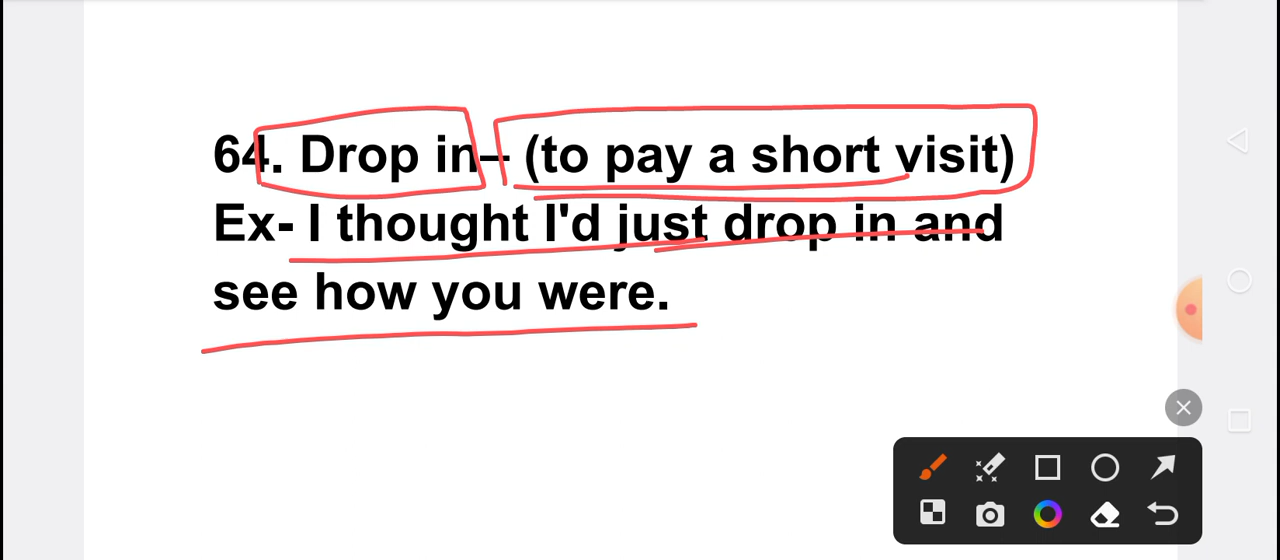 64. Drop in– (to pay a short visit)
Ex- I thought I'd just drop in and
see how you were.